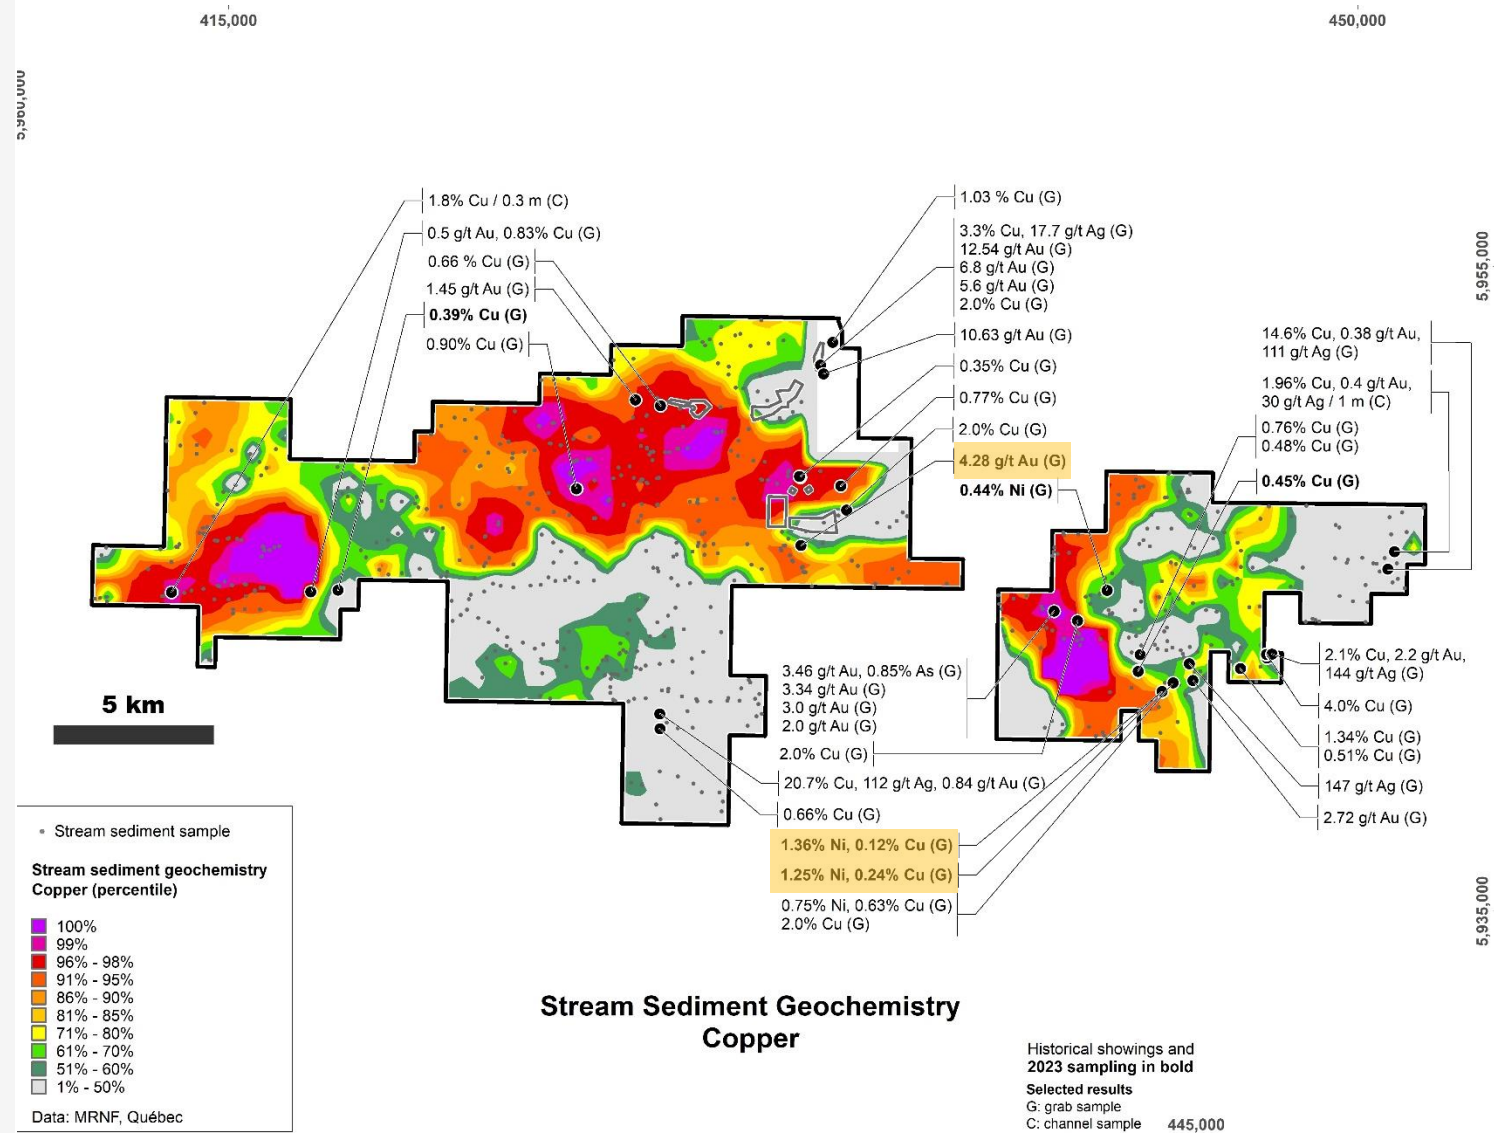 415,000
450,000
5,960,000
1.8% Cu / 0.3 m (C)
0.5 g/t Au, 0.83% Cu (G)
0.66 % Cu (G)
1.45 g/t Au (G)
0.39% Cu (G)
0.90% Cu (G)
1.03 % Cu (G)
3.3% Cu, 17.7 g/t Ag (G)
12.54 g/t Au (G)
6.8 g/t Au (G)
5.6 g/t Au (G)
2.0% Cu (G)
10.63 g/t Au (G)
0.35% Cu (G)
0.77% Cu (G)
2.0% Cu (G)
4.28 g/t Au (G)
0.44% Ni (G)
5,955,000
14.6% Cu, 0.38 g/t Au,
111 g/t Ag (G)
1.96% Cu, 0.4 g/t Au,
30 g/t Ag / 1 m (C)
0.76% Cu (G)
0.48% Cu (G)
0.45% Cu (G)
5 km
3.46 g/t Au, 0.85% As (G)
3.34 g/t Au (G)
3.0 g/t Au (G)
2.0 g/t Au (G)
2.0% Cu (G)
20.7% Cu, 112 g/t Ag, 0.84 g/t Au (G)
0.66% Cu (G)
1.36% Ni, 0.12% Cu (G)
1.25% Ni, 0.24% Cu (G)
0.75% Ni, 0.63% Cu (G)
2.0% Cu (G)
2.1% Cu, 2.2 g/t Au,
144 g/t Ag (G)
4.0% Cu (G)
1.34% Cu (G)
0.51% Cu (G)
147 g/t Ag (G)
2.72 g/t Au (G)
5,935,000
Stream sediment sample
Stream sediment geochemistry
Copper (percentile)
100%
99%
96% - 98%
91% - 95%
86% - 90%
81% - 85%
71% - 80%
61% - 70%
51% - 60%
1% - 50%
Data: MRNF, Québec
Stream Sediment Geochemistry
Copper
Historical showings and
2023 sampling in bold
Selected results
G: grab sample
C: channel sample
445,000